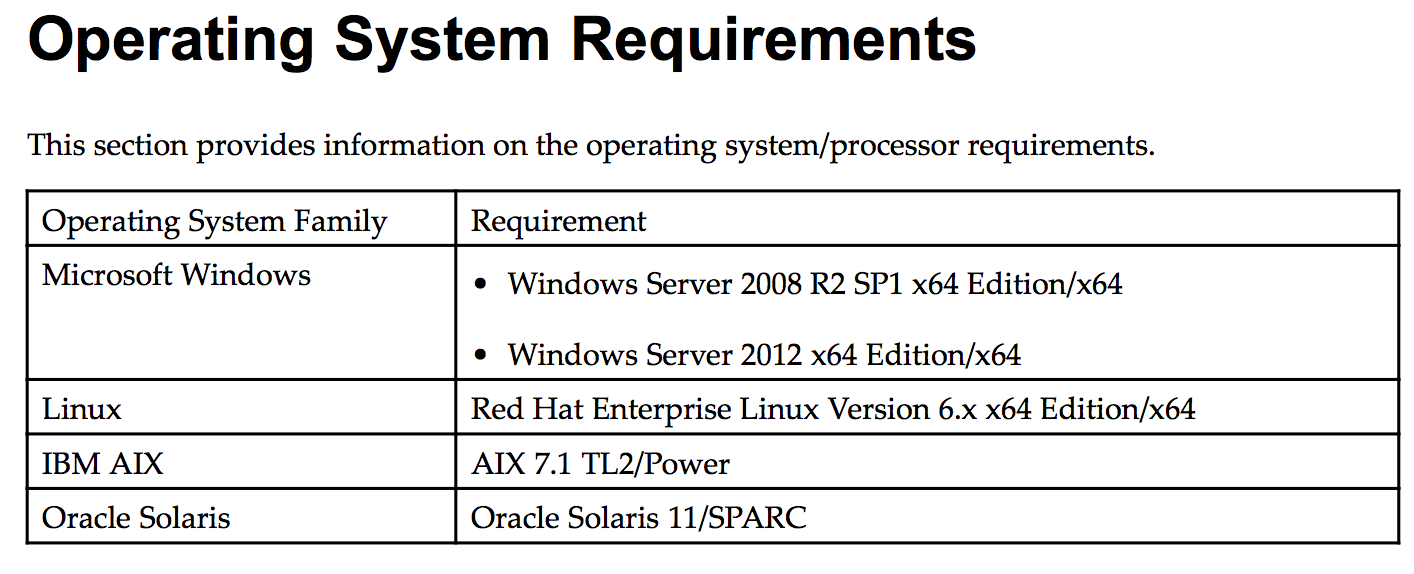 Operating System Requirements
This section provides information on the operating system/processor requirements.
Operating System Family Requirement
Microsoft Windows • Windows Server 2008 R2 SP1 x64 Edition/x64
• Windows Server 2012 x64 Edition/x64
Linux Red Hat Enterprise Linux Version 6.x x64 Edition/x64
IBM AIX AIX 7.1 TL2/Power
Oracle Solaris Oracle Solaris 11/SPARC